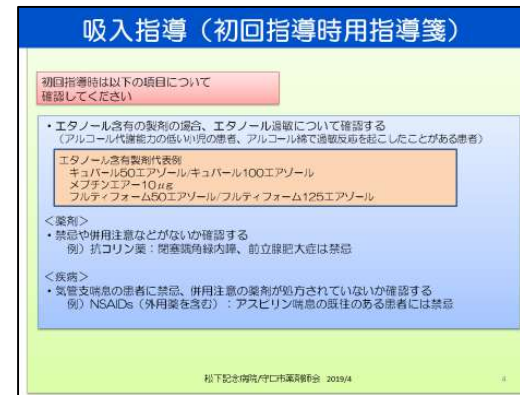 吸入指導（初回指導時用指導箋）
初回指導時は以下の項目について
確認してください
・エタノール含有の製剤の場合、エタノール過敏について確認する
（アルコール代謝能力の低い小児の患者、アルコール綿で過敏反応を起こしたことがある患者）
エタノール含有製剤代表例
キュバール50エアゾール/キュバール100エアゾール
メプチンエアー10μg
フルティフォーム50エアゾール/フルティフォーム125エアゾール
＜薬剤＞
・禁忌や併用注意などがないか確認する
例）抗コリン薬：閉塞隅角緑内障、前立腺肥大症は禁忌
＜疾病＞
・気管支喘息の患者に禁忌、併用注意の薬剤が処方されていないか確認する
例）NSAIDs（外用薬を含む）：アスピリン喘息の既往のある患者には禁忌
松下記念病院/守口市薬剤師会 2019/4
4